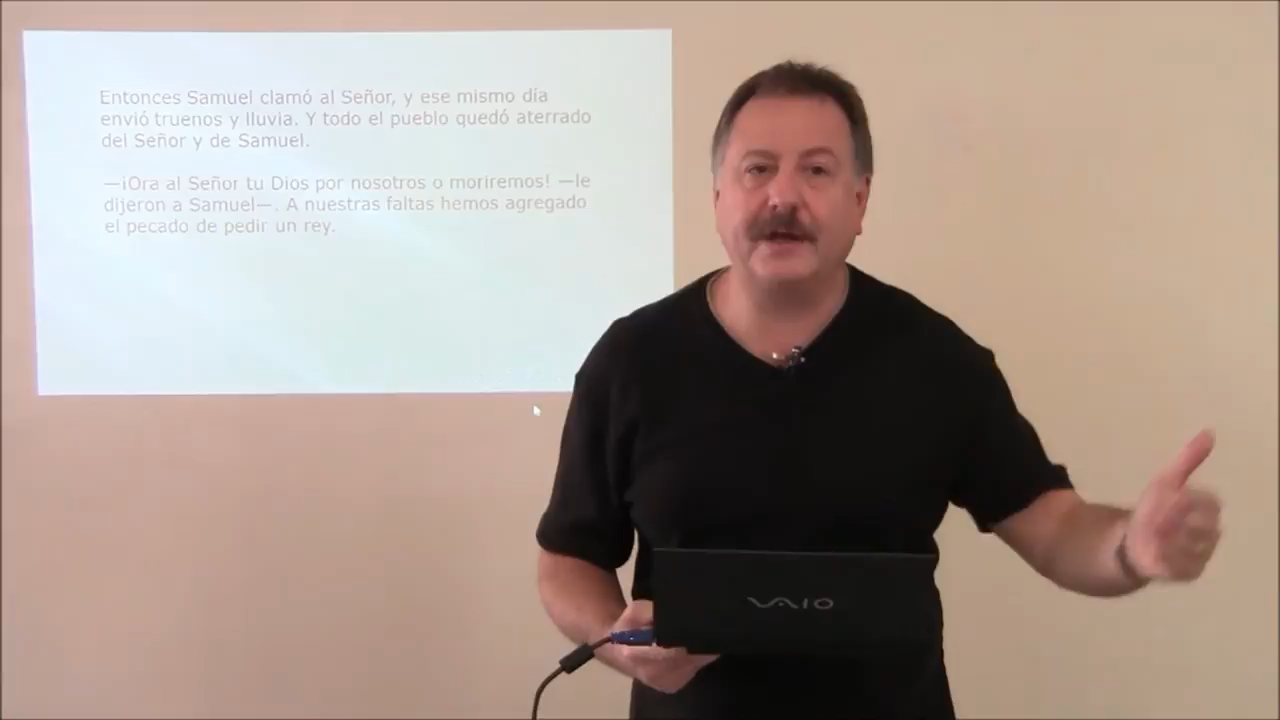 Entonces Samuel clamó al Señor, y ese mismo día
envió truenos y lluvia. Y todo el pueblo quedó aterrado
del Señor y de Samuel.
—¡Ora al Señor tu Dios por nosotros o moriremos! —le
dijeron a Samuel—. A nuestras faltas hemos agregado
el pecado de pedir un rey.
VAIO